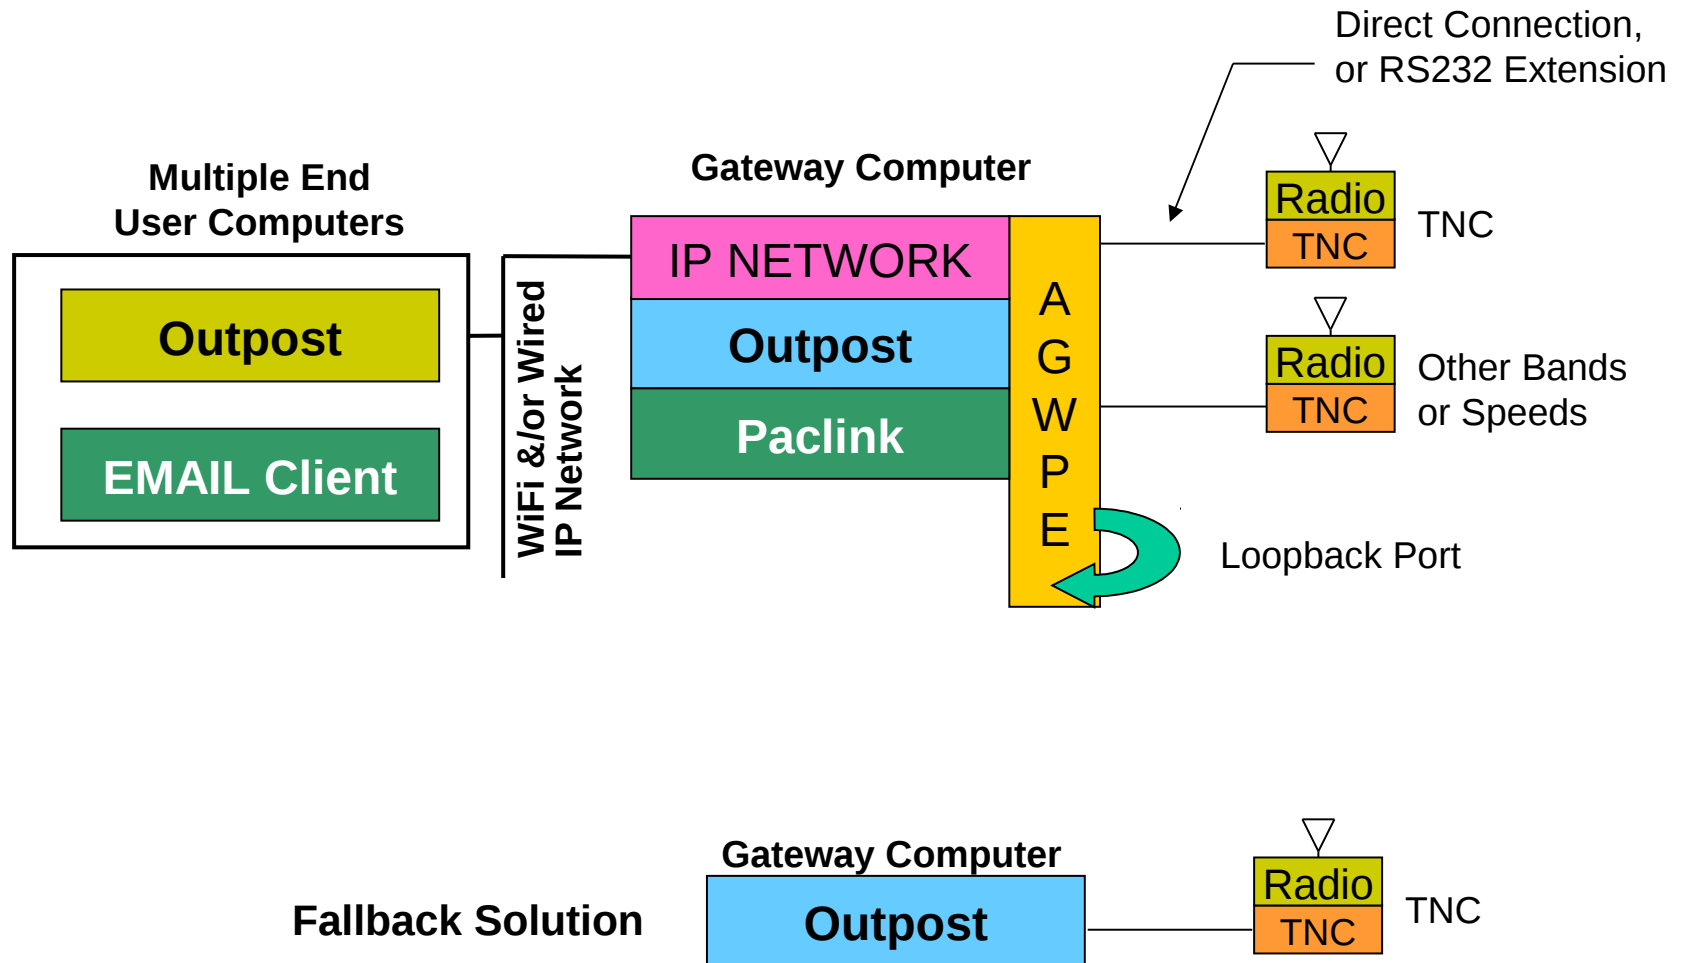 Direct Connection,
or RS232 Extension
Multiple End
User Computers
Gateway Computer
Outpost
EMAIL Client
WiFi &/or Wired
IP Network
IP NETWORK
Outpost
Paclink
A
G
W
P
E
Radio
TNC
TNC
Radio
TNC
Other Bands
or Speeds
Loopback Port
Fallback Solution
Gateway Computer
Outpost
Radio
TNC
TNC